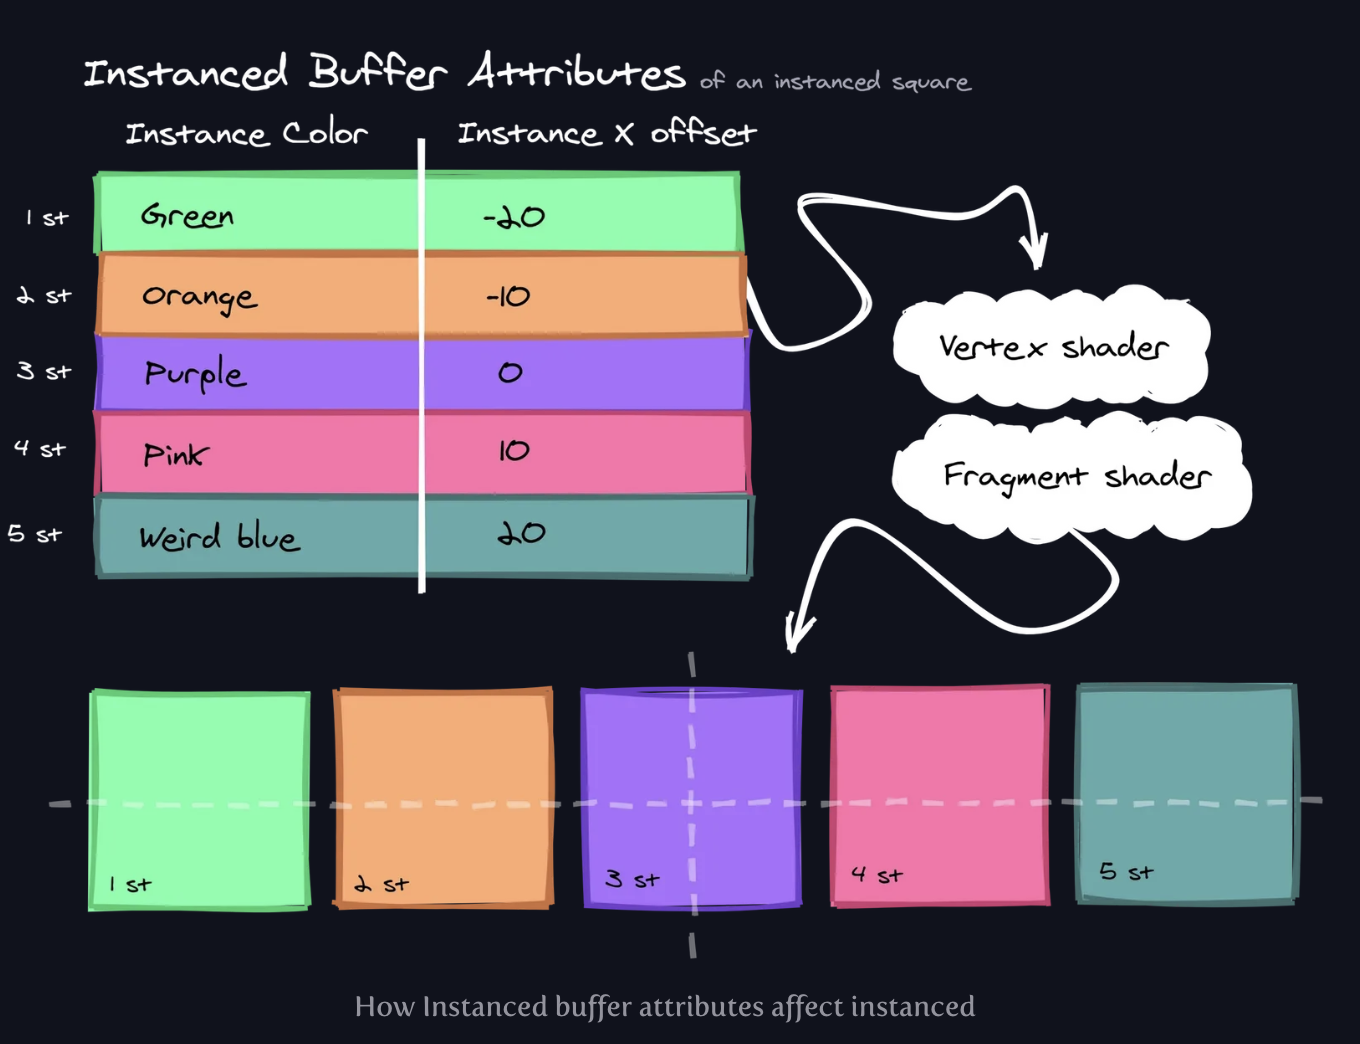 Instanced Buffer Attributes of an instanced square
Instance Color Instance X offset
1 st Green -20
2 st Orange -10
3 st Purple 0
4 st Pink 10
5 st Weird blue 20
Vertex shader
Fragment shader
1 st 2 st 3 st 4 st 5 st
How Instanced buffer attributes affect instanced